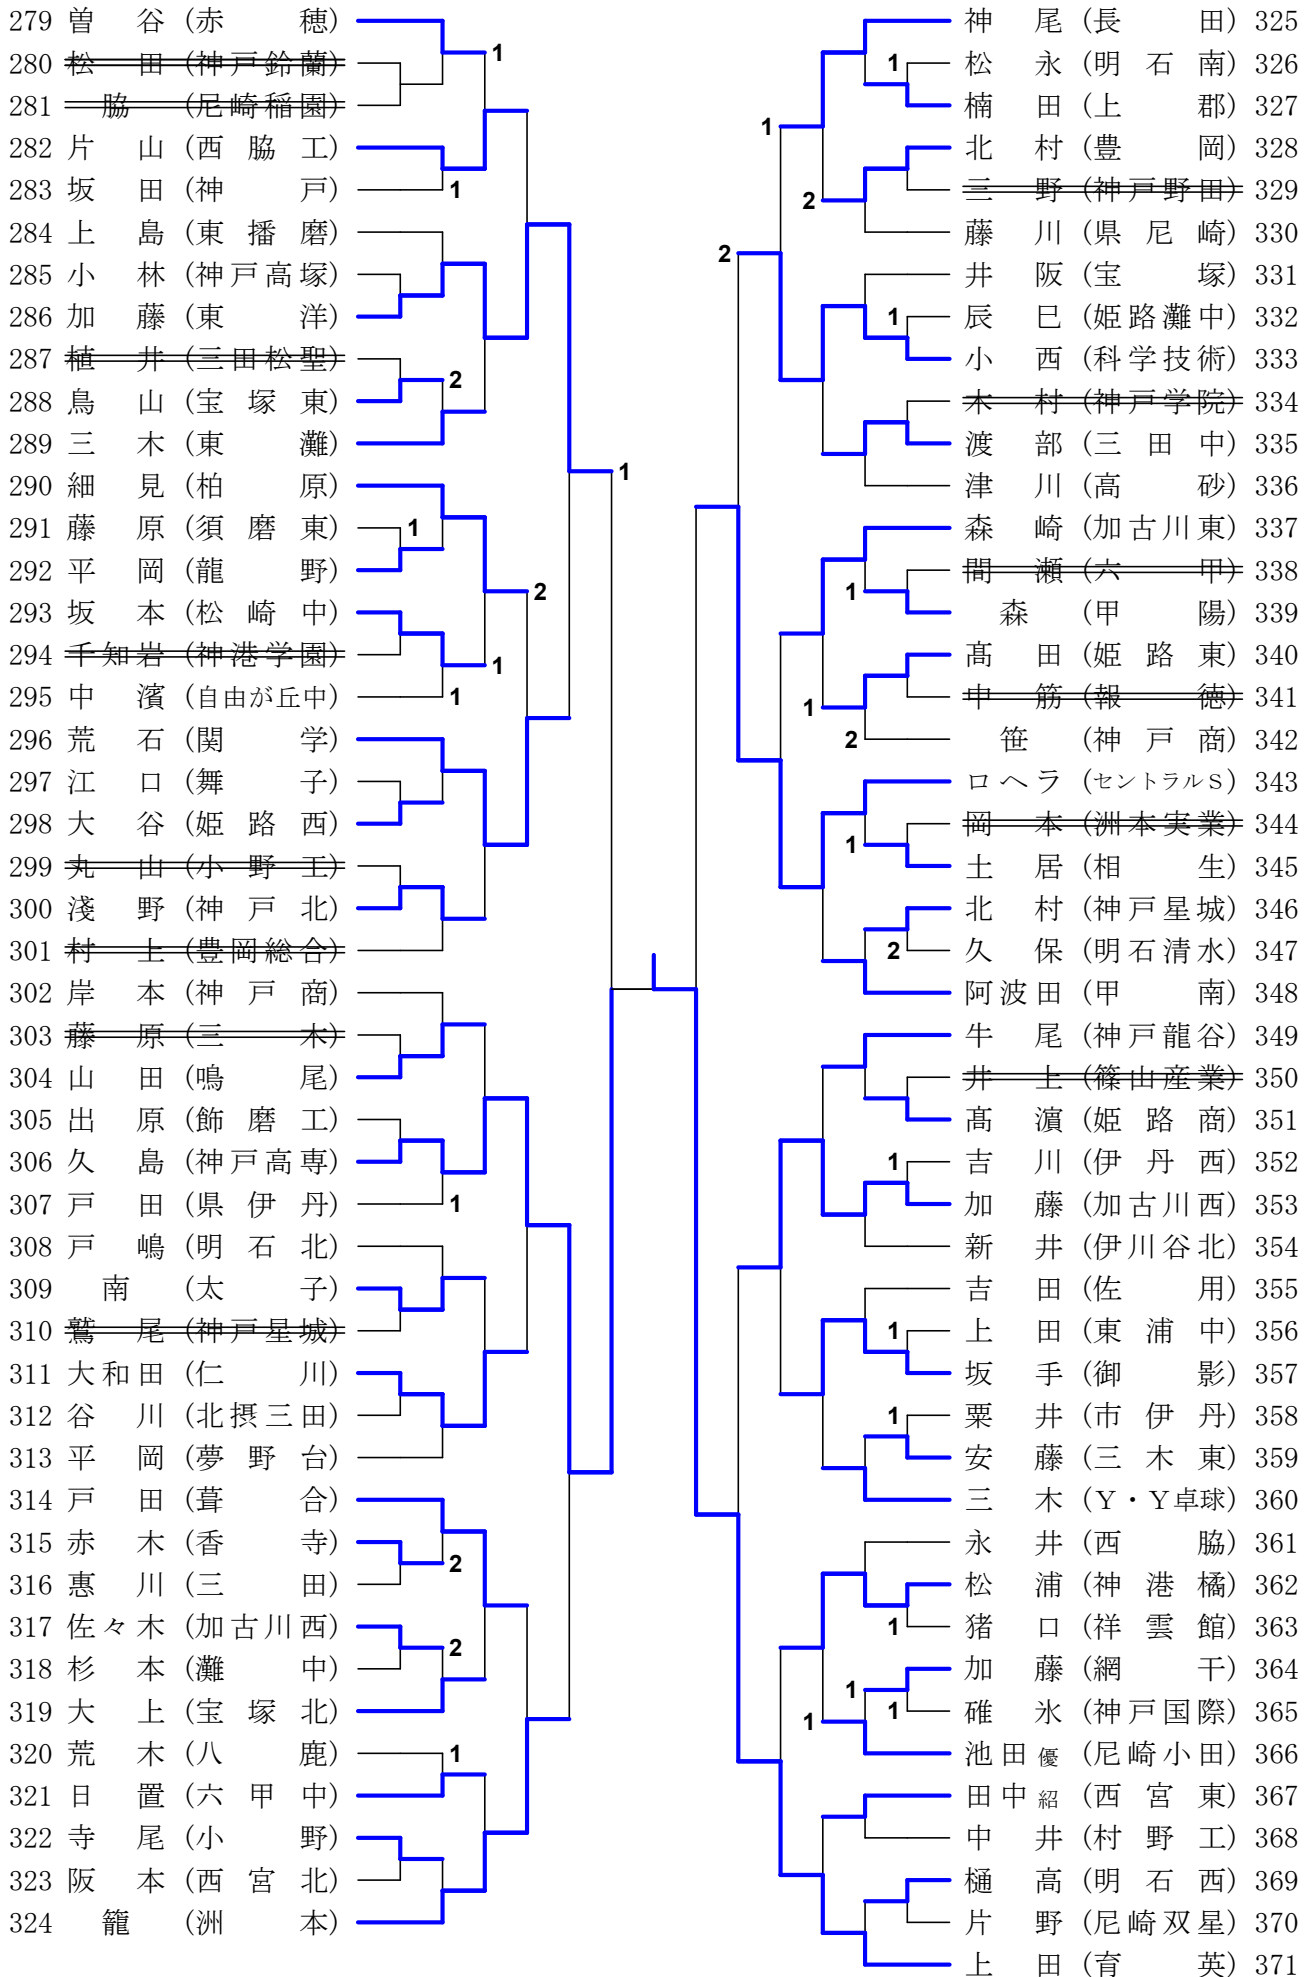 279 曽谷 (赤穂)
280 松田 (神戸鈴蘭)
281 脇 (尼崎稲園)
282 片山 (西脇工)
283 坂田 (神戸)
284 上島 (東播磨)
285 小林 (神戸高塚)
286 加藤 (東洋)
287 植井 (三田松聖)
288 鳥山 (宝塚東)
289 三木 (東灘)
290 細見 (柏原)
291 藤原 (須磨東)
292 平岡 (龍野)
293 坂本 (松崎中)
294 千知岩 (神港学園)
295 中濱 (自由が丘中)
296 荒石 (関学)
297 江口 (舞子)
298 大谷 (姫路西)
299 丸山 (小野王)
300 淺野 (神戸北)
301 村上 (豊岡総合)
302 岸本 (神戸商)
303 藤原 (三木)
304 山田 (鳴尾)
305 出原 (飾磨工)
306 久島 (神戸高専)
307 戸田 (県伊丹)
308 戸嶋 (明石北)
309 南 (太子)
310 鷲尾 (神戸星城)
311 大和田 (仁川)
312 谷川 (北摂三田)
313 平岡 (夢野台)
314 戸田 (葺合)
315 赤木 (香寺)
316 惠川 (三田)
317 佐々木 (加古川西)
318 杉本 (灘中)
319 大上 (宝塚北)
320 荒木 (八鹿)
321 日置 (六甲中)
322 寺尾 (小野)
323 阪本 (西宮北)
324 籠 (洲本)
1
1
2
1
2
1
1
1
1
2
2
1
神尾 (長田) 325
松永 (明石南) 326
楠田 (上郡) 327
北村 (豊岡) 328
三野 (神戸野田) 329
藤川 (県尼崎) 330
井阪 (宝塚) 331
辰巳 (姫路灘中) 332
小西 (科学技術) 333
木村 (神戸学院) 334
渡部 (三田中) 335
津川 (高砂) 336
森崎 (加古川東) 337
間瀬 (六甲) 338
森 (甲陽) 339
髙田 (姫路東) 340
中筋 (報徳) 341
笹 (神戸商) 342
ロヘラ (セントラルS) 343
岡本 (洲本実業) 344
土居 (相生) 345
北村 (神戸星城) 346
久保 (明石清水) 347
阿波田 (甲南) 348
牛尾 (神戸龍谷) 349
井上 (篠山産業) 350
髙濵 (姫路商) 351
吉川 (伊丹西) 352
加藤 (加古川西) 353
新井 (伊川谷北) 354
吉田 (佐用) 355
上田 (東浦中) 356
坂手 (御影) 357
粟井 (市伊丹) 358
安藤 (三木東) 359
三木 (Y・Y卓球) 360
永井 (西脇) 361
松浦 (神港橘) 362
猪口 (祥雲館) 363
加藤 (網干) 364
碓氷 (神戸国際) 365
池田優 (尼崎小田) 366
田中紹 (西宮東) 367
中井 (村野工) 368
樋高 (明石西) 369
片野 (尼崎双星) 370
上田 (育英) 371
1
1
2
2
1
1
1
2
1
2
1
1
1
1
1
1
1